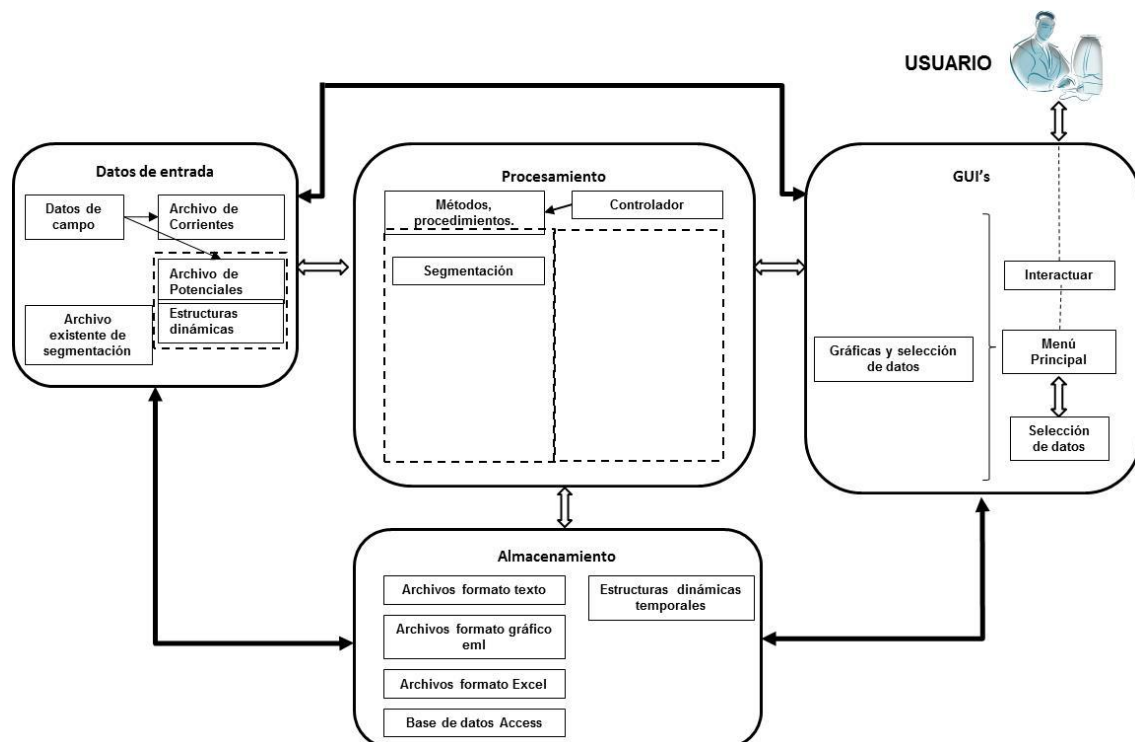 USUARIO
Datos de entrada
Datos de
campo
Archivo de
Corrientes
Archivo de
Potenciales
Estructuras
dinámicas
Archivo
existente de
segmentación
Procesamiento
Métodos,
procedimientos.
Controlador
Segmentación
GUI's
Interactuar
Gráficas y selección
de datos
Menú
Principal
Selección
de datos
Almacenamiento
Archivos formato texto
Archivos formato gráfico
eml
Archivos formato Excel
Base de datos Access
Estructuras dinámicas
temporales